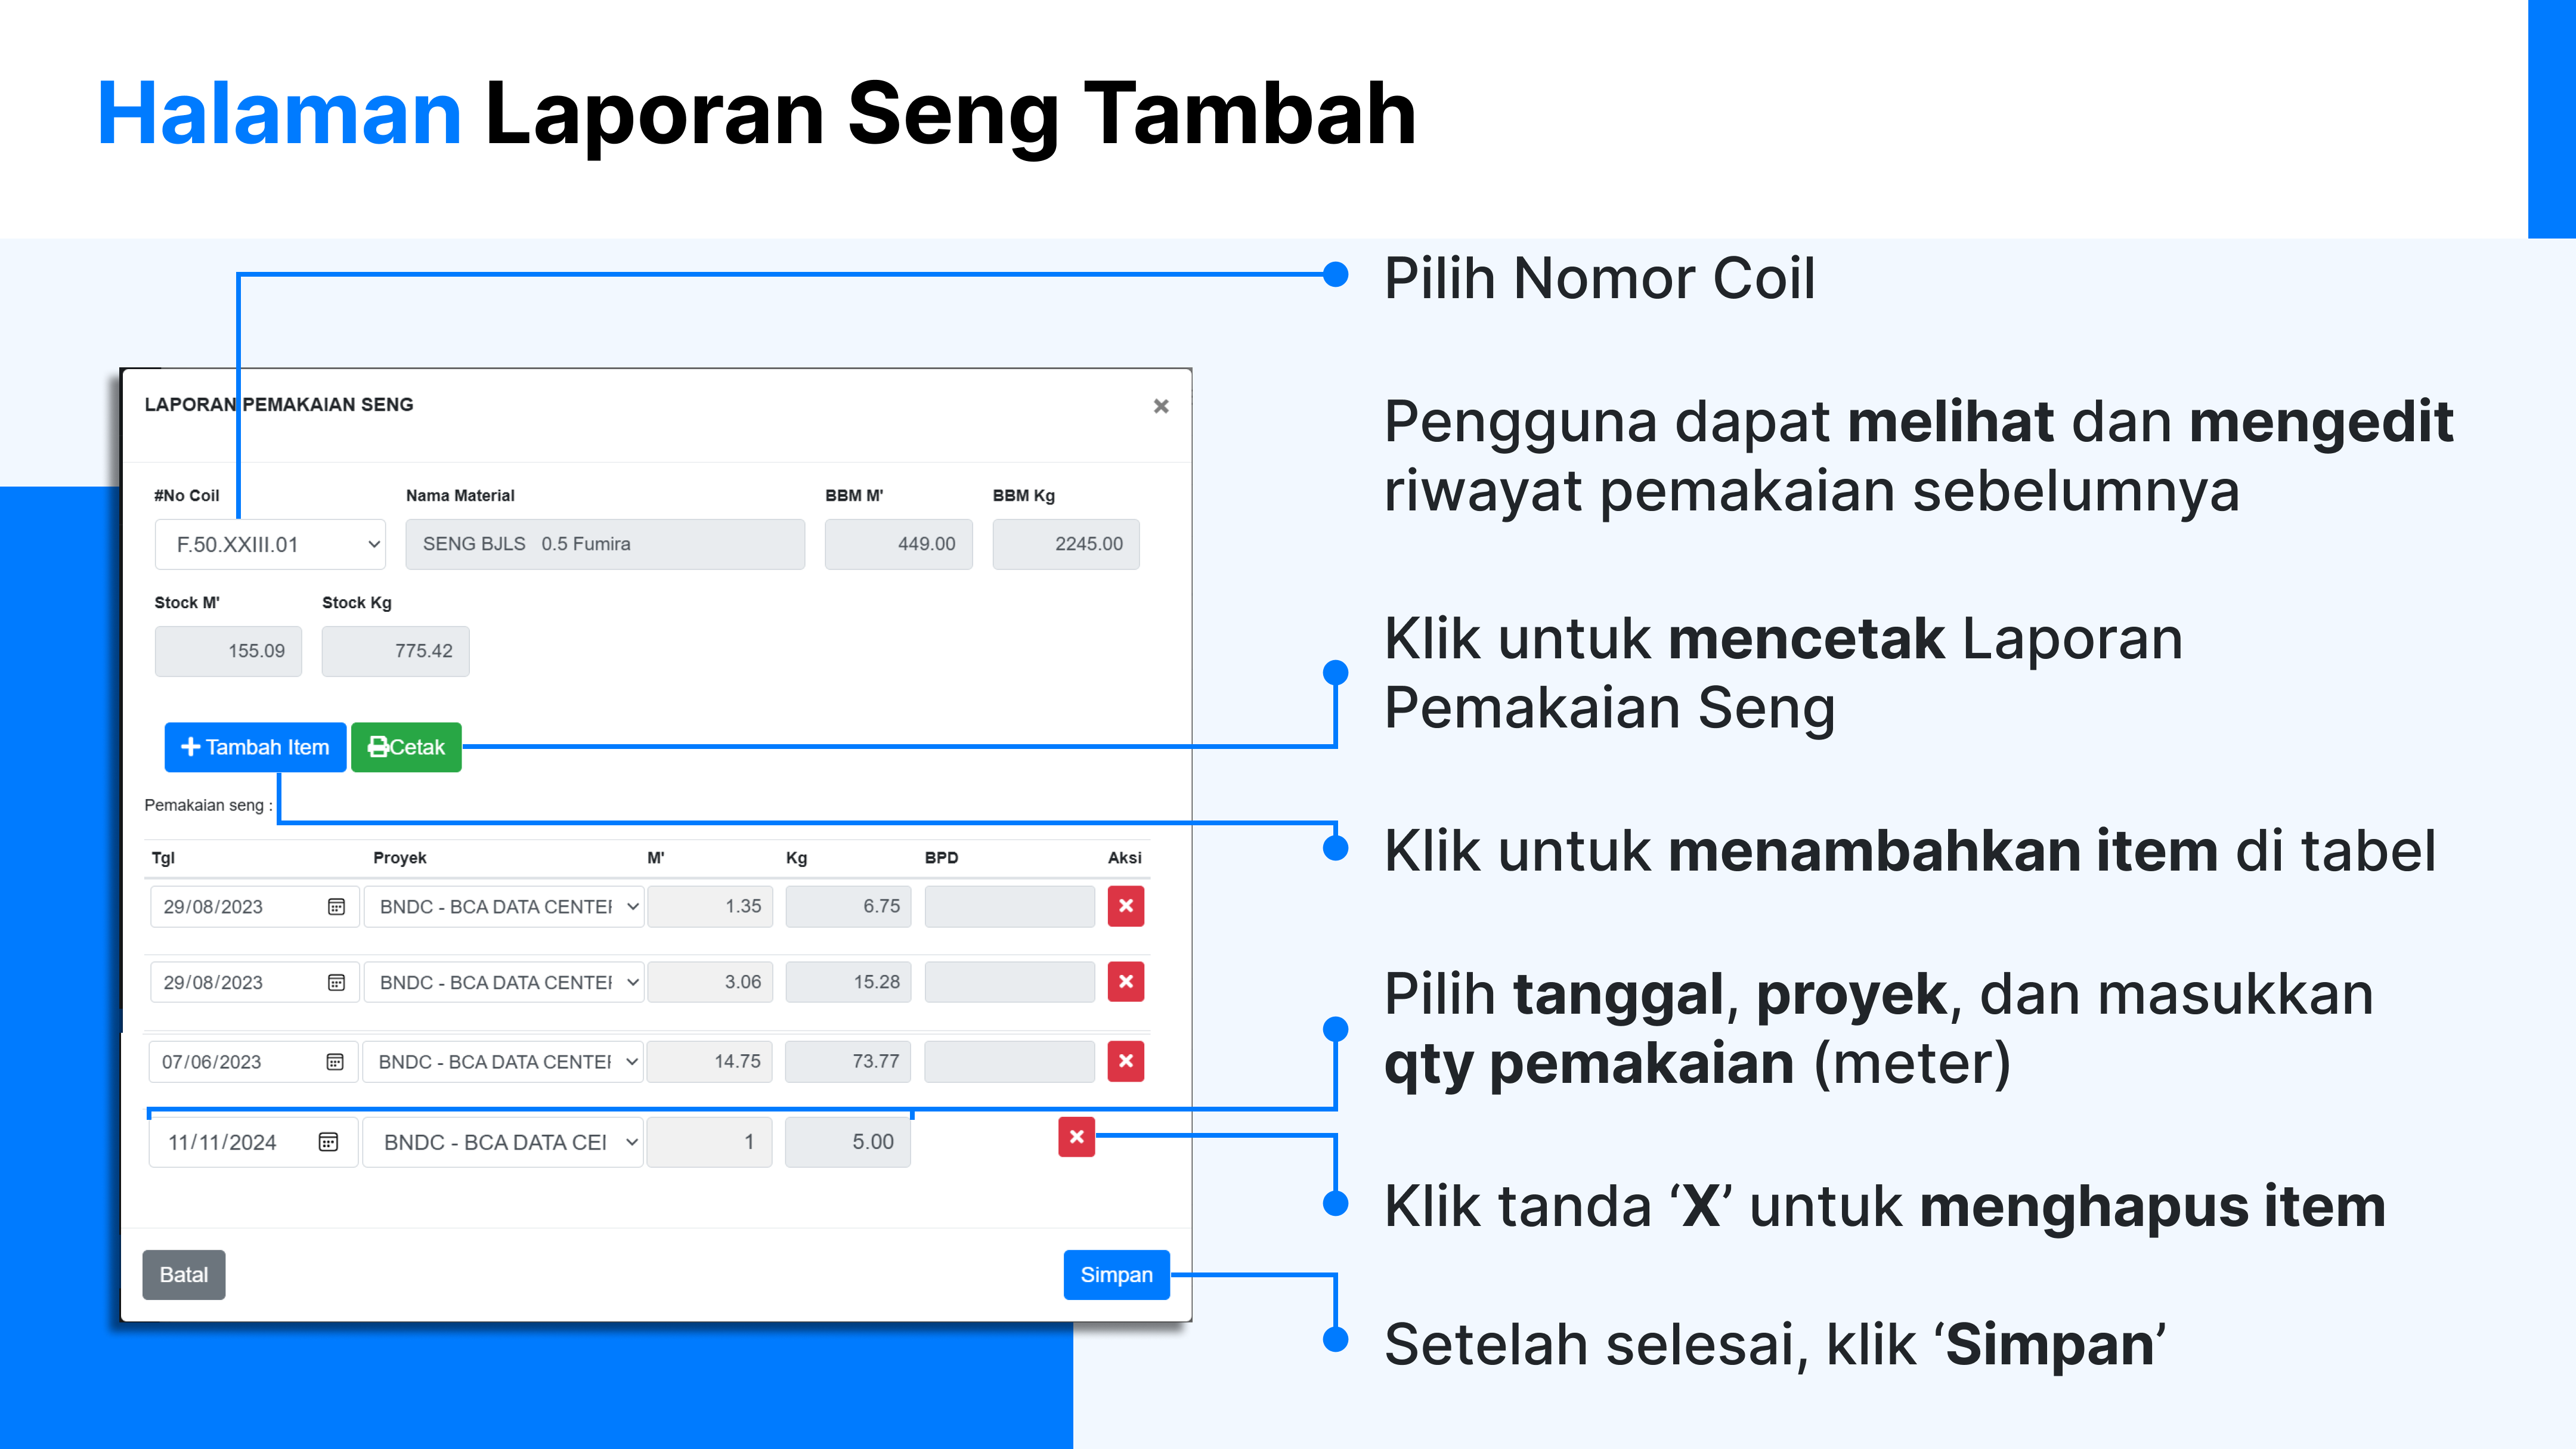 Halaman Laporan Seng Tambah
Pilih Nomor Coil
Pengguna dapat melihat dan mengedit
riwayat pemakaian sebelumnya
Klik untuk mencetak Laporan
Pemakaian Seng
Klik untuk menambahkan item di tabel
Pilih tanggal, proyek, dan masukkan
qty pemakaian (meter)
Klik tanda ‘X’ untuk menghapus item
Setelah selesai, klik ‘Simpan’
LAPORAN PEMAKAIAN SENG
#No Coil Nama Material BBM M' BBM Kg
F.50.XXIII.01 SENG BJLS 0.5 Fumira 449.00 2245.00
Stock M' Stock Kg
155.09 775.42
Tambah Item Cetak
Pemakaian seng :
Tgl Proyek M' Kg BPD Aksi
29/08/2023 BNDC - BCA DATA CENTER 1.35 6.75
29/08/2023 BNDC - BCA DATA CENTER 3.06 15.28
07/06/2023 BNDC - BCA DATA CENTER 14.75 73.77
11/11/2024 BNDC - BCA DATA CEI 1 5.00
Batal Simpan